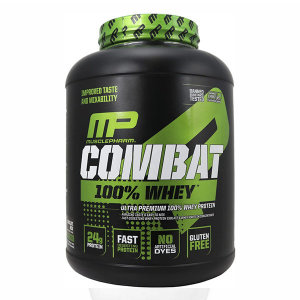 IMPROVED TASTE
AND MIXABILITY
MP
MUSCLEPHARM
COMBAT
100% WHEY
ULTRA PREMIUM 100% WHEY PROTEIN
24g
PROTEIN
FAST
PROTEIN
NO
ARTIFICIAL
DYES
GLUTEN
FREE